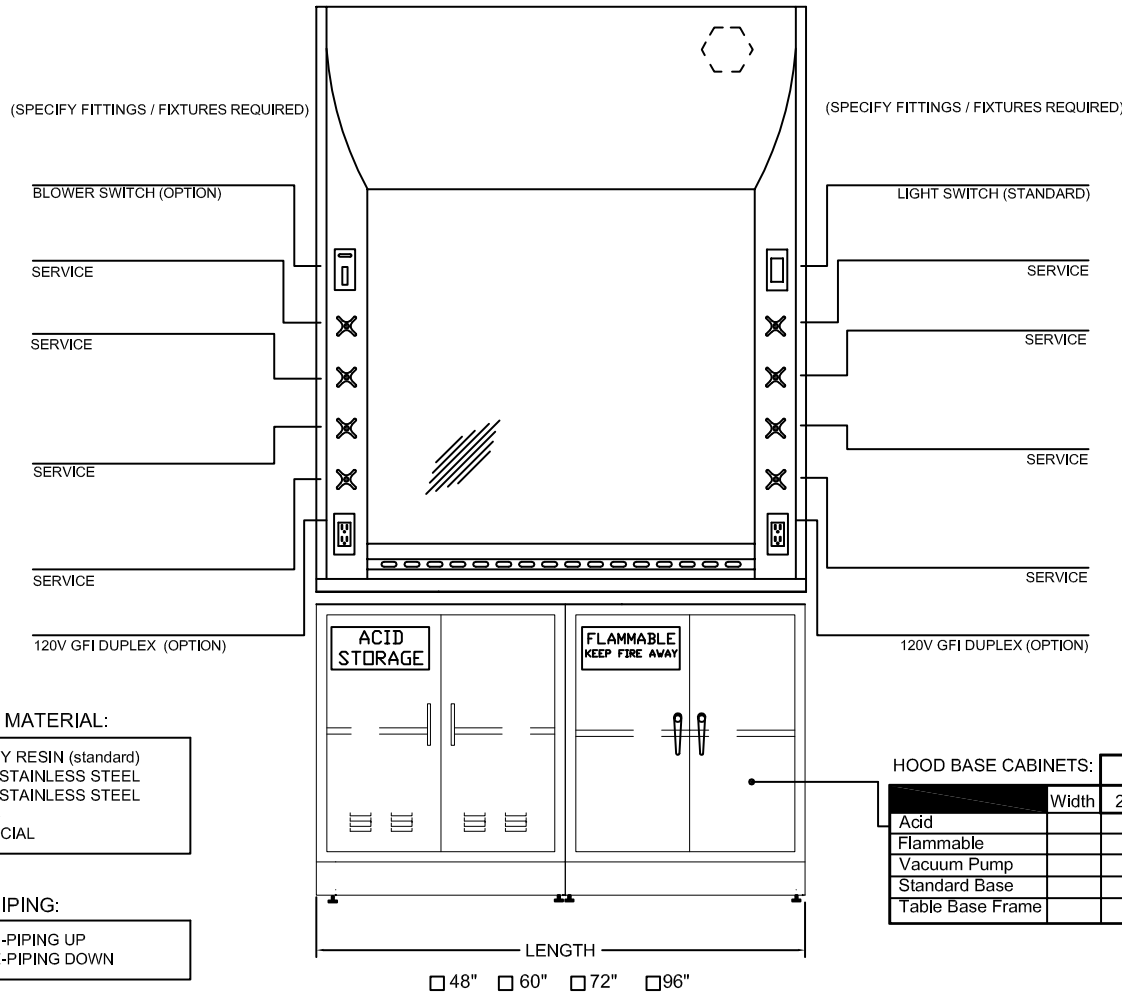 (SPECIFY FITTINGS / FIXTURES REQUIRED)
(SPECIFY FITTINGS / FIXTURES REQUIRED)
BLOWER SWITCH (OPTION)
LIGHT SWITCH (STANDARD)
SERVICE
SERVICE
SERVICE
SERVICE
SERVICE
SERVICE
SERVICE
SERVICE
120V GFI DUPLEX (OPTION)
120V GFI DUPLEX (OPTION)
ACID
STORAGE
FLAMMABLE
KEEP FIRE AWAY
MATERIAL:
Y RESIN (standard)
STAINLESS STEEL
STAINLESS STEEL
CIAL
IPING:
-PIPING UP
-PIPING DOWN
HOOD BASE CABINETS:
Width 2
Acid
Flammable
Vacuum Pump
Standard Base
Table Base Frame
LENGTH
48" 60" 72" 96"